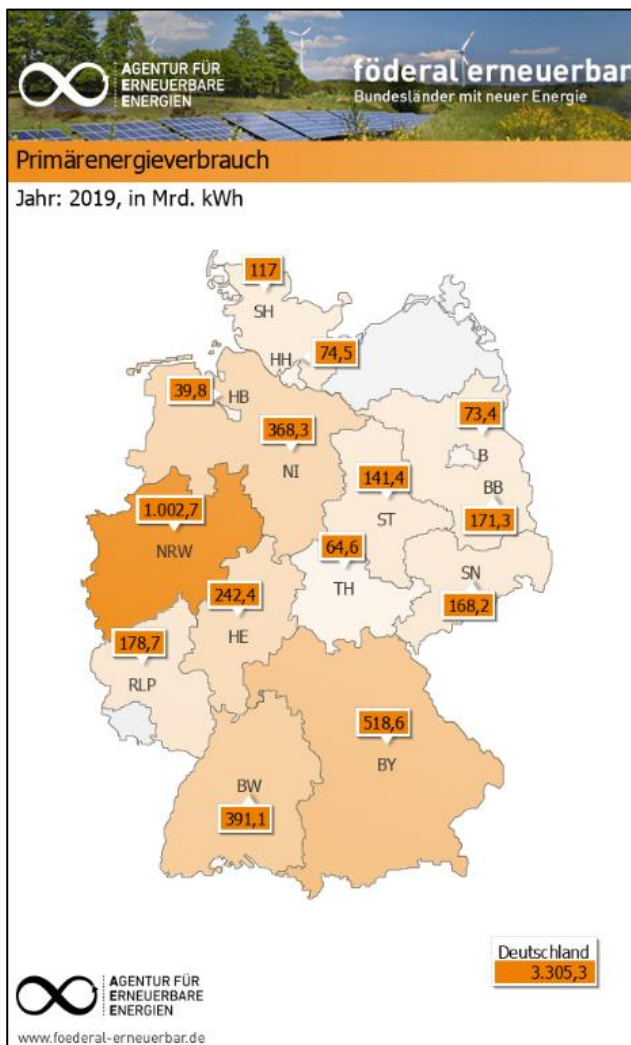 AGENTUR FÜR
ERNEUERBARE
ENERGIEN
föderal erneuerbar
Bundesländer mit neuer Energie
Primärenergieverbrauch
Jahr: 2019, in Mrd. kWh
117
SH
HH
74,5
39,8
HB
368,3
NI
73,4
B
141,4
ST
BB
171,3
1.002,7
NRW
64,6
TH
SN
168,2
242,4
HE
178,7
RLP
518,6
BY
BW
391,1
Deutschland
3.305,3
AGENTUR FÜR
ERNEUERBARE
ENERGIEN
www.foederal-erneuerbar.de